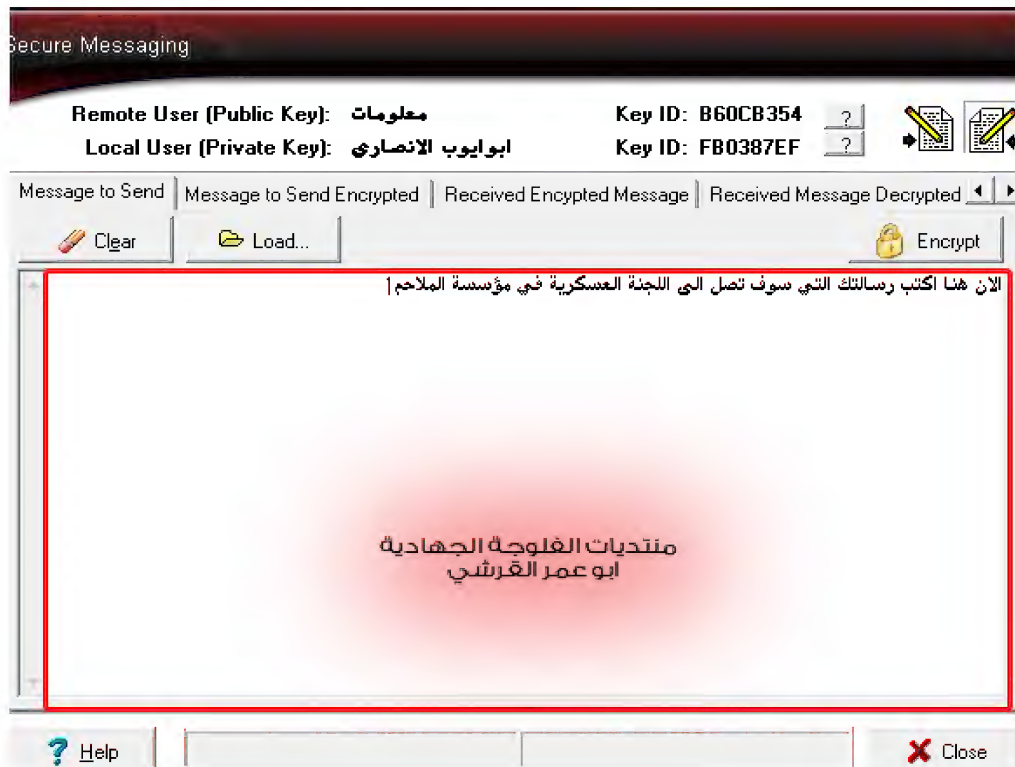 Secure Messaging
Remote User (Public Key): معلومات Key ID: B60CB354 ?
Local User (Private Key): ابو ايوب الانصاري Key ID: FB0387EF ?
Message to Send Message to Send Encrypted Received Encypted Message Received Message Decrypted
Clear Load... Encrypt
الان هنا اكتب رسالتك التي سوف تصل الى اللجنة العسكرية في مؤسسة الملاحم
منتديات الفلوجة الجهادية
ابو عمر القرشي
? Help Close